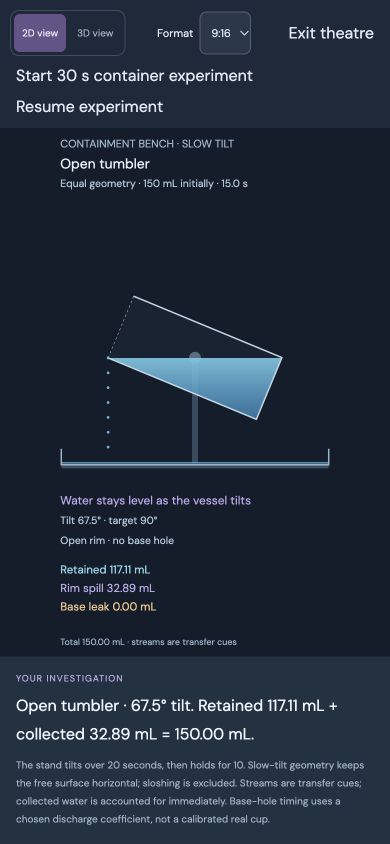 2D view
3D view
Format
9:16
Exit theatre
Start 30 s container experiment
Resume experiment
CONTAINMENT BENCH · SLOW TILT
Open tumbler
Equal geometry · 150 mL initially · 15.0 s
Water stays level as the vessel tilts
Tilt 67.5° · target 90°
Open rim · no base hole
Retained 117.11 mL
Rim spill 32.89 mL
Base leak 0.00 mL
Total 150.00 mL · streams are transfer cues
YOUR INVESTIGATION
Open tumbler · 67.5° tilt. Retained 117.11 mL +
collected 32.89 mL = 150.00 mL.
The stand tilts over 20 seconds, then holds for 10. Slow-tilt geometry keeps
the free surface horizontal; sloshing is excluded. Streams are transfer cues;
collected water is accounted for immediately. Base-hole timing uses a
chosen discharge coefficient, not a calibrated real cup.